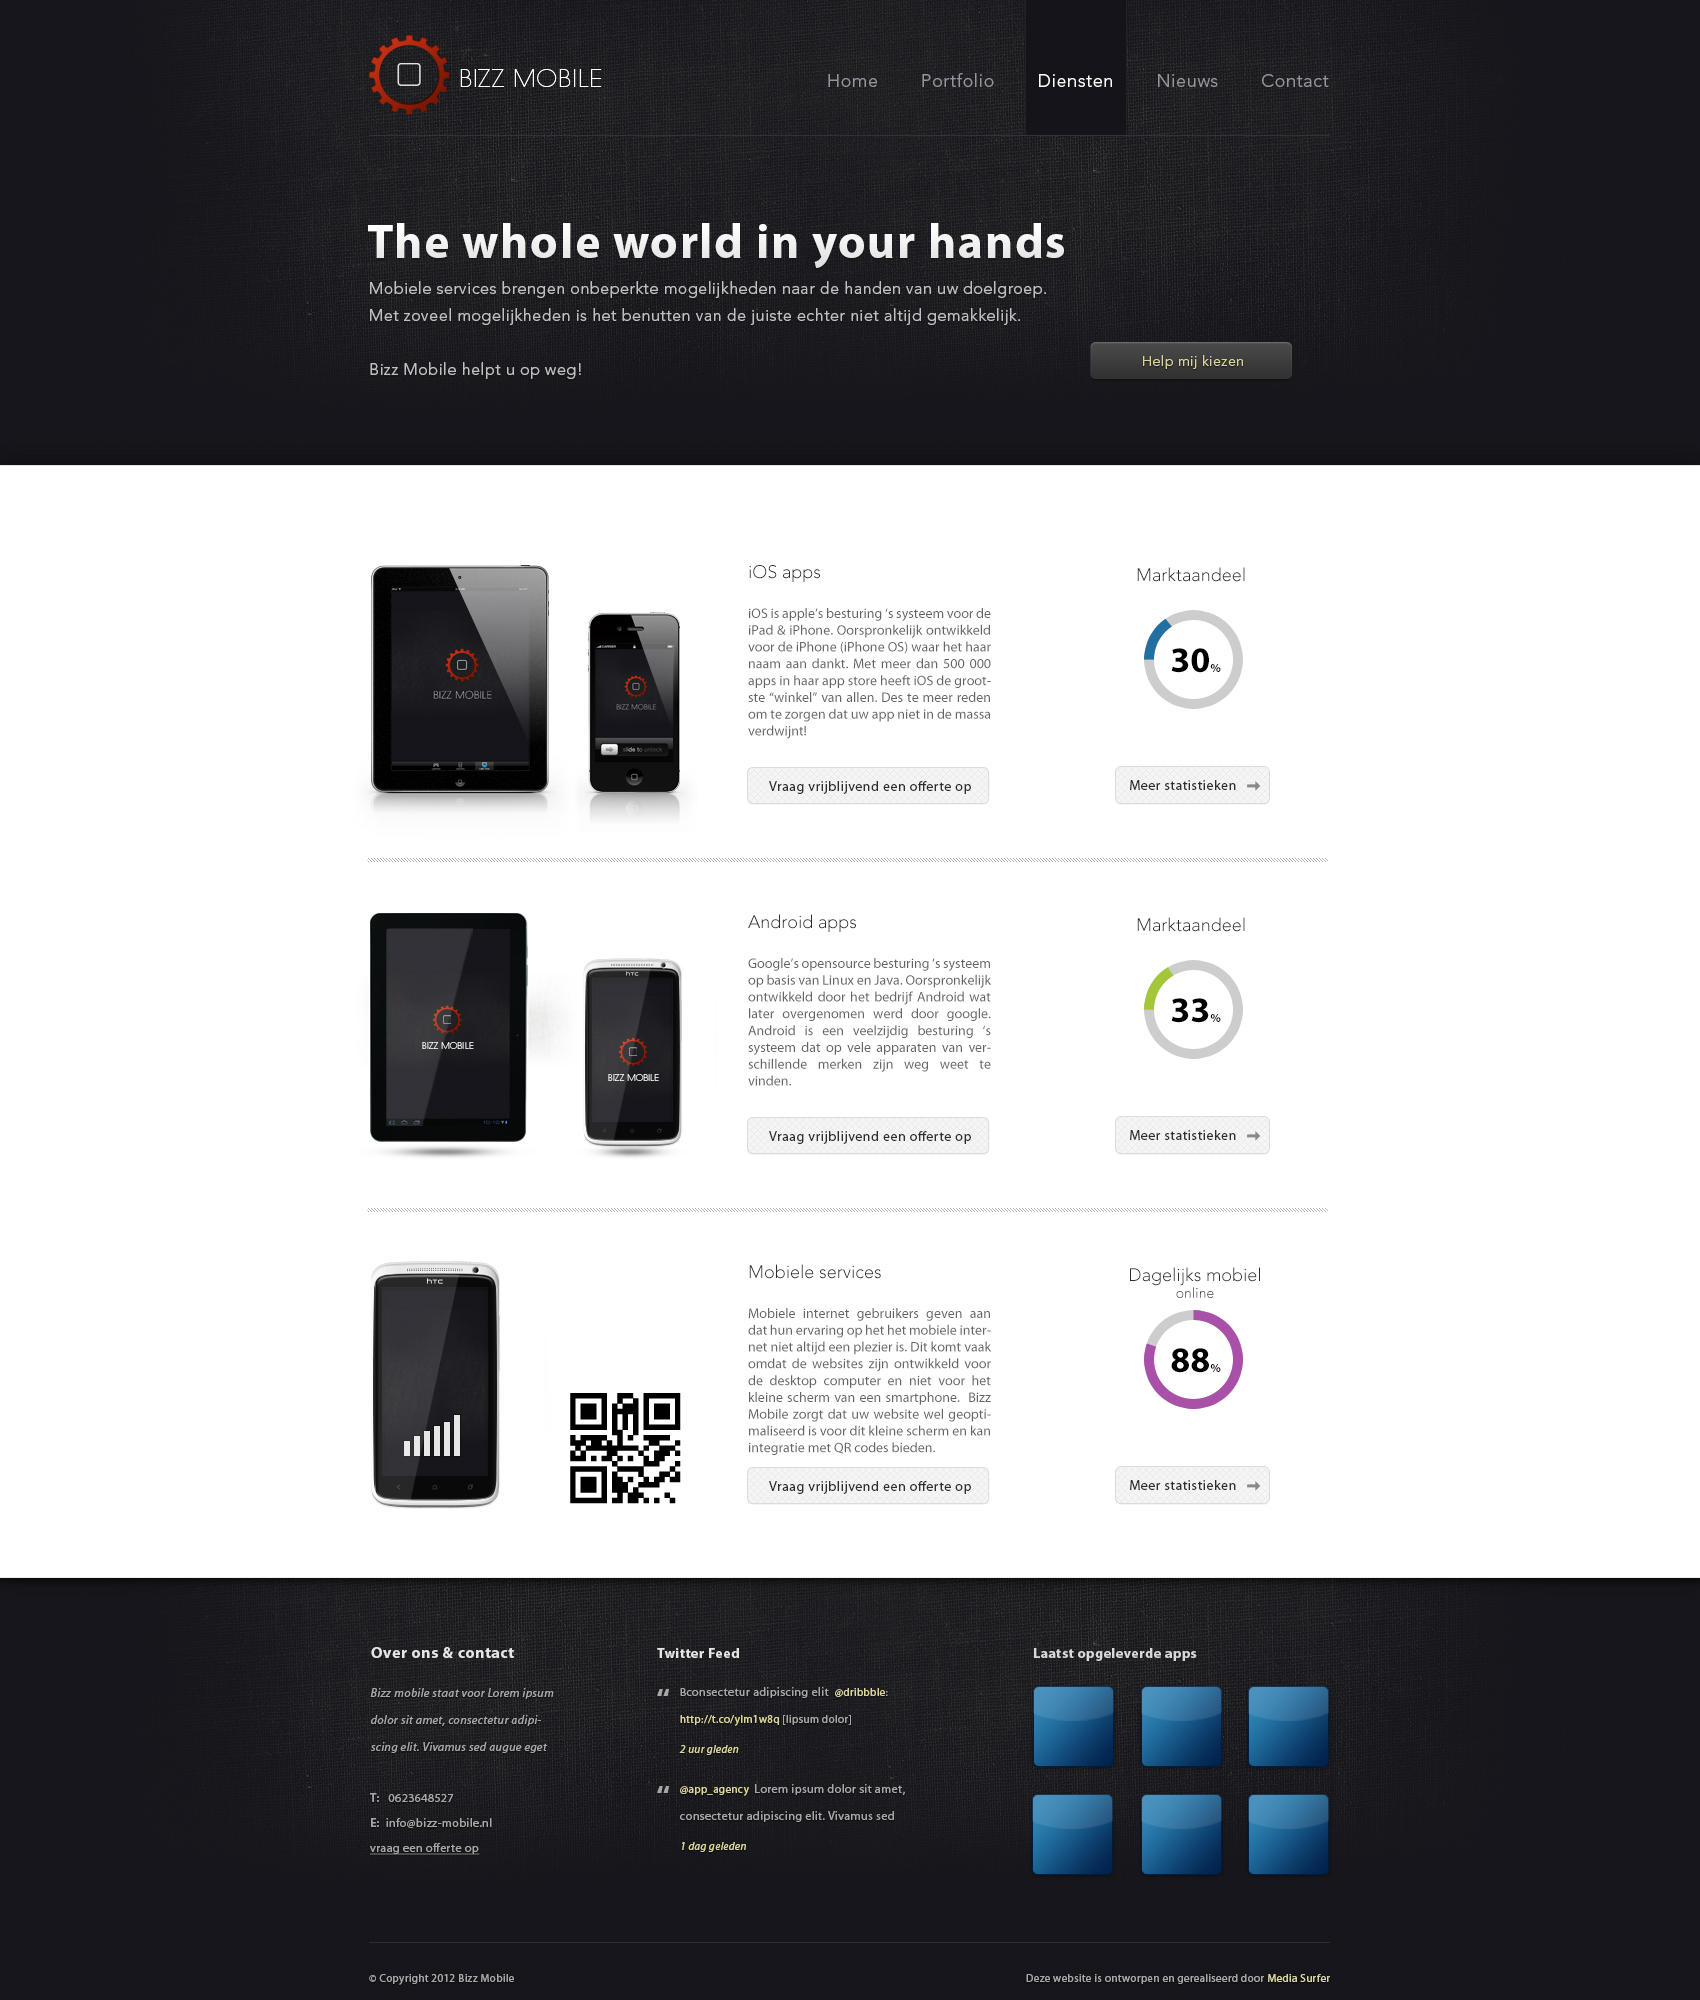 BIZZ MOBILE
Home Portfolio Diensten Nieuws Contact
The whole world in your hands
Mobiele services brengen onbeperkte mogelijkheden naar de handen van uw doelgroep.
Met zoveel mogelijkheden is het benutten van de juiste echter niet altijd gemakkelijk.
Bizz Mobile helpt u op weg!
Help mij kiezen
BIZZ MOBILE
CARRIER
BIZZ MOBILE
slide to unlock
iOS apps
iOS is apple's besturing 's systeem voor de
iPad & iPhone. Oorspronkelijk ontwikkeld
voor de iPhone (iPhone OS) waar het haar
naam aan dankt. Met meer dan 500 000
apps in haar app store heeft iOS de groot-
ste “winkel” van allen. Des te meer reden
om te zorgen dat uw app niet in de massa
verdwijnt!
Vraag vrijblijvend een offerte op
Marktaandeel
30%
Meer statistieken
BIZZ MOBILE
hTC
BIZZ MOBILE
Android apps
Google's opensource besturing 's systeem
op basis van Linux en Java. Oorspronkelijk
ontwikkeld door het bedrijf Android wat
later overgenomen werd door google.
Android is een veelzijdig besturing 's
systeem dat op vele apparaten van ver-
schillende merken zijn weg weet te
vinden.
Vraag vrijblijvend een offerte op
Marktaandeel
33%
Meer statistieken
hTC
Mobiele services
Mobiele internet gebruikers geven aan
dat hun ervaring op het het mobiele inter-
net niet altijd een plezier is. Dit komt vaak
omdat de websites zijn ontwikkeld voor
de desktop computer en niet voor het
kleine scherm van een smartphone. Bizz
Mobile zorgt dat uw website wel geopti-
maliseerd is voor dit kleine scherm en kan
integratie met QR codes bieden.
Vraag vrijblijvend een offerte op
Dagelijks mobiel
online
88%
Meer statistieken
Over ons & contact
Bizz mobile staat voor Lorem ipsum
dolor sit amet, consectetur adipi-
scing elit. Vivamus sed augue eget
T: 0623648527
E: info@bizz-mobile.nl
vraag een offerte op
Twitter Feed
Bconsectetur adipiscing elit @dribbble:
http://t.co/ylm1w8q [lipsum dolor]
2 uur gleden
@app_agency Lorem ipsum dolor sit amet,
consectetur adipiscing elit. Vivamus sed
1 dag geleden
Laatst opgeleverde apps
© Copyright 2012 Bizz Mobile
Deze website is ontworpen en gerealiseerd door Media Surfer